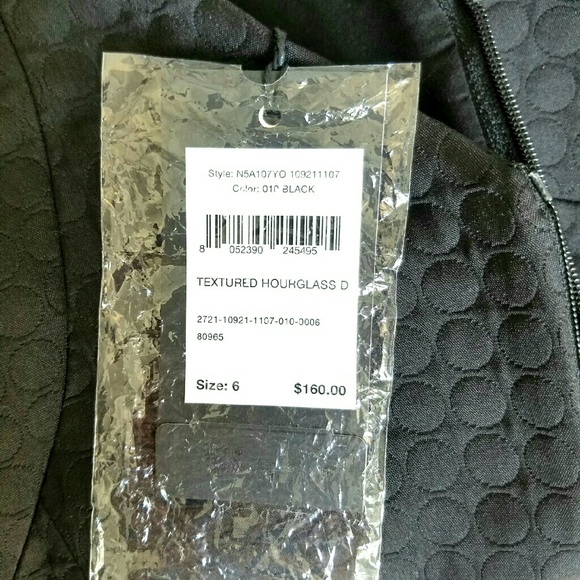 Style: N5A107YO 109211107
Color: 010 BLACK
8 052390 245495
TEXTURED HOURGLASS D
2721-10921-1107-010-0006
80965
Size: 6 $160.00